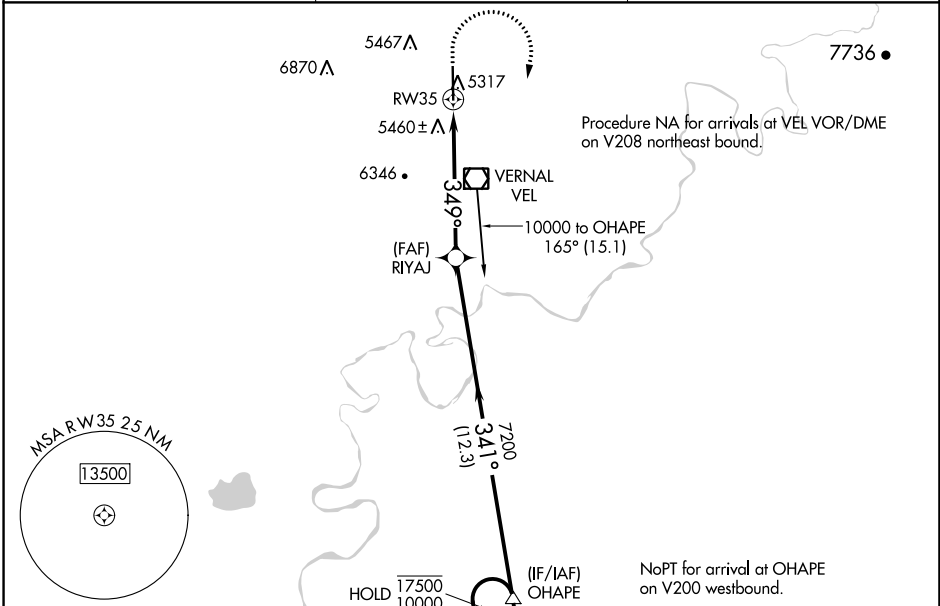 5467
6870
7736
5317
RW35
Procedure NA for arrivals at VEL VOR/DME
on V208 northeast bound.
5460±
6346
VERNAL
VEL
349°
10000 to OHAPE
165° (15.1)
(FAF)
RIYAJ
MSA RW35 25 NM
13500
7200
341°
(12.3)
(IF/IAF)
OHAPE
HOLD 17500
10000
NoPT for arrival at OHAPE
on V200 westbound.